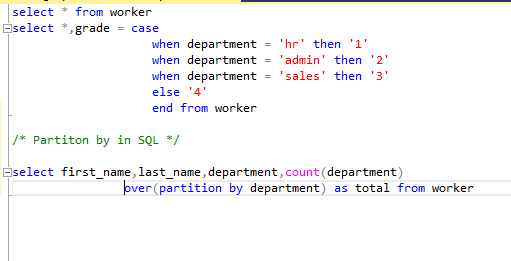 select * from worker
select *,grade = case
when department = 'hr' then '1'
when department = 'admin' then '2'
when department = 'sales' then '3'
else '4'
end from worker
/* Partiton by in SQL */
select first_name,last_name,department,count(department)
over(partition by department) as total from worker